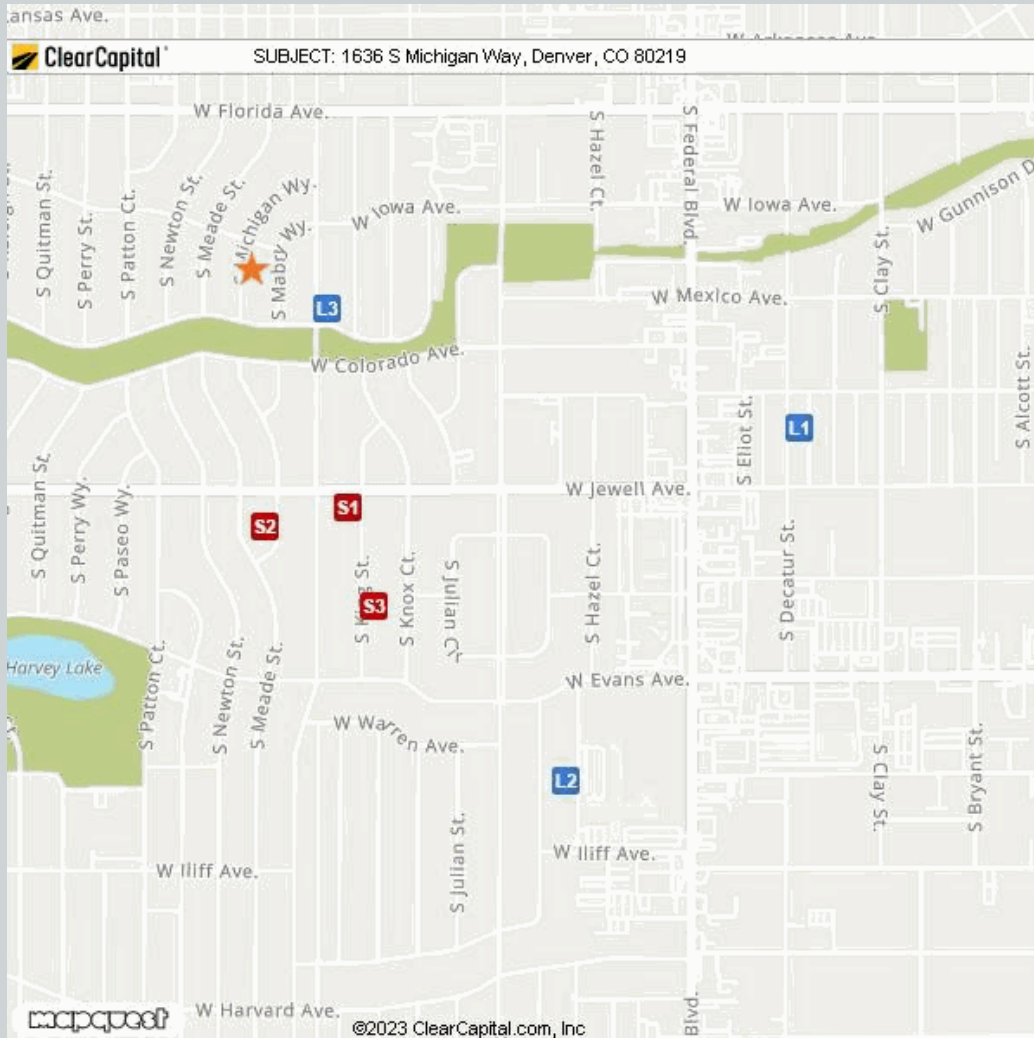 ansas Ave.
ClearCapital
SUBJECT: 1636 S Michigan Way, Denver, CO 80219
W Florida Ave.
S Hazel Ct.
S Federal Blvd.
S Quitman St.
S Perry St.
S Patton Ct.
S Newton St.
S Meade St.
S Michigan Wy.
S Mabry Wy.
W Iowa Ave.
W Iowa Ave.
S Clay St.
W Gunnison D
L3
W Mexico Ave.
W Colorado Ave.
S Alcott St.
S Eliot St.
L1
S Quitman St.
S Perry Wy.
S Paseo Wy.
W Jewell Ave.
S1
S2
S3
S King St.
S Knox Ct.
S Julian Ct.
S Hazel Ct.
S Decatur St.
Harvey Lake
S Patton Ct.
S Newton St.
S Meade St.
W Evans Ave.
W Warren Ave.
L2
S Clay St.
S Bryant St.
S Julian St.
W Iliff Ave.
W Iliff Ave.
W Harvard Ave.
Blvd.
mapquest
©2023 ClearCapital.com, Inc